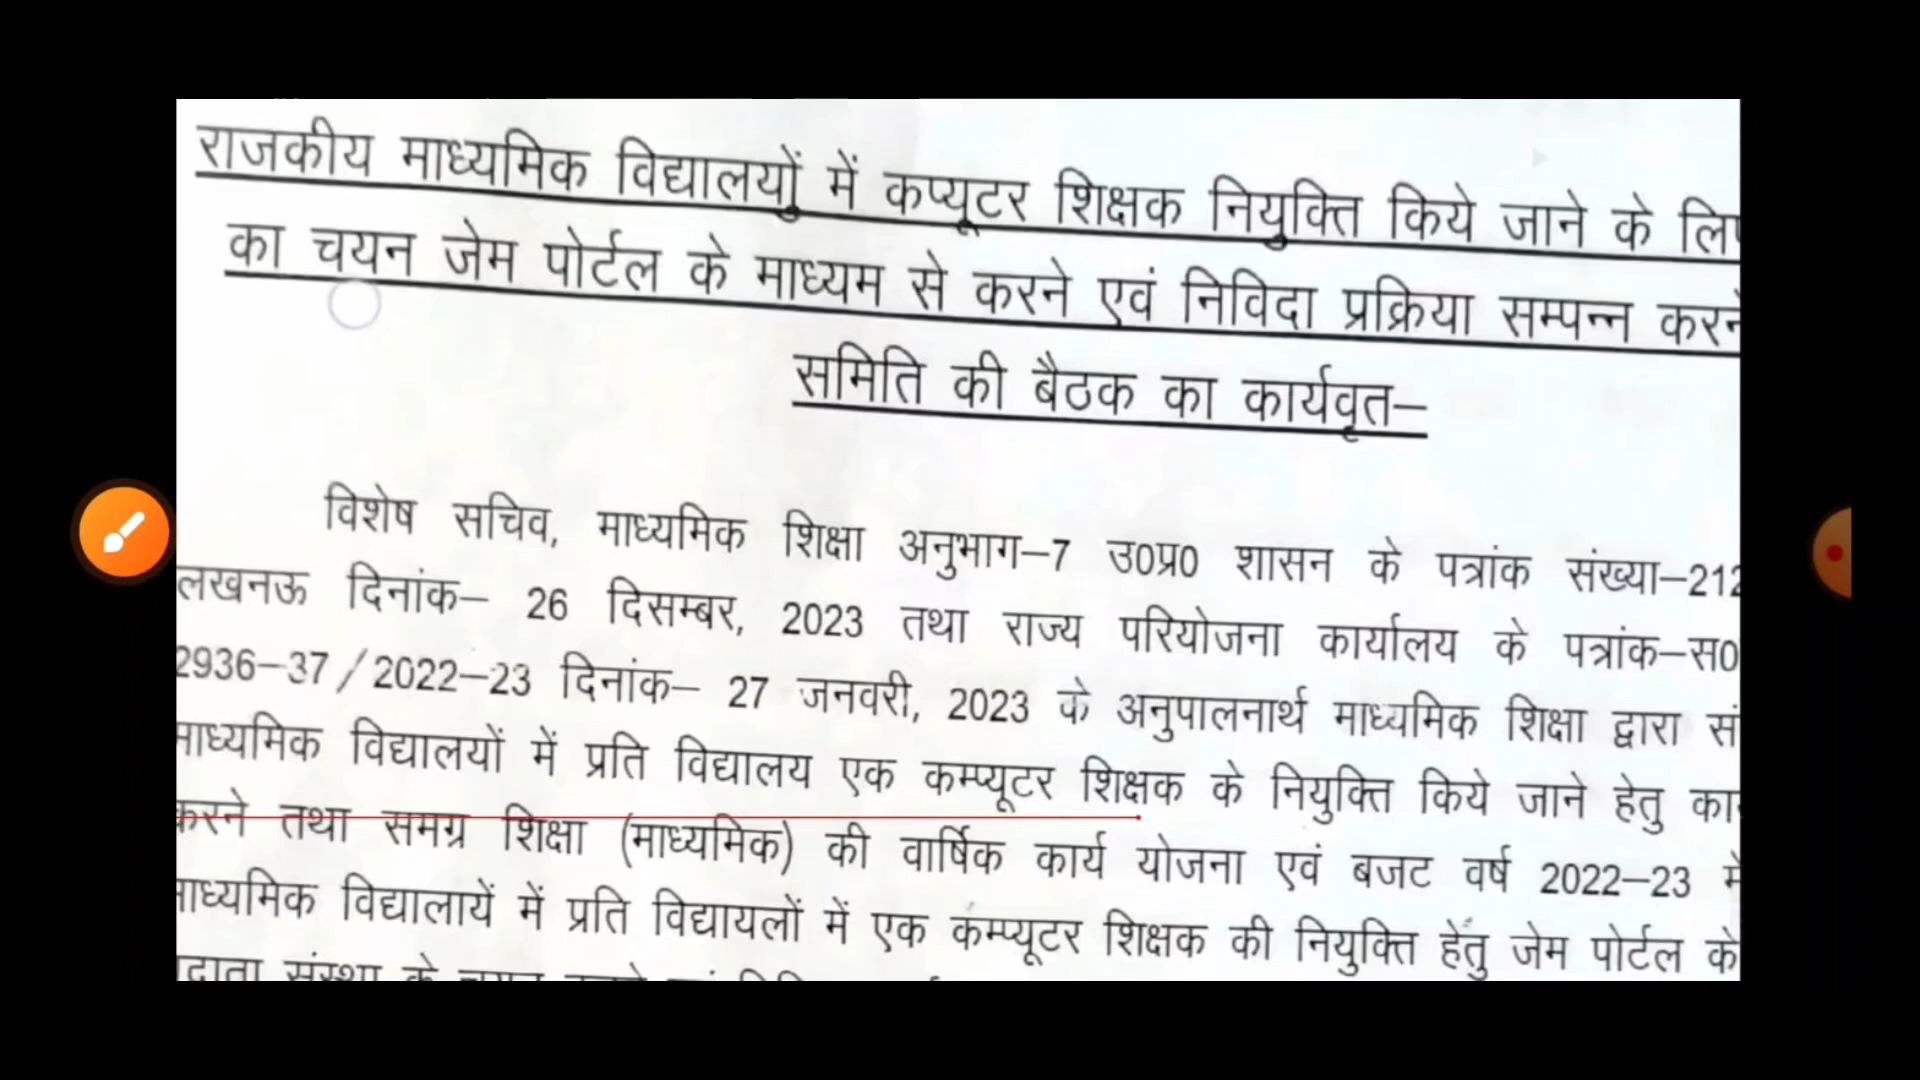 राजकीय माध्यमिक विद्यालयों में कप्यूटर शिक्षक नियुक्ति किये जाने के
का चयन जेम पोर्टल के माध्यम से करने एवं निविदा प्रक्रिया सम्पन्न
समिति की बैठक का कार्यवृत–
विशेष सचिव, माध्यमिक शिक्षा अनुभाग–7 उ0प्र0 शासन के पत्रांक संख्या–212
लखनऊ दिनांक– 26 दिसम्बर, 2023 तथा राज्य परियोजना कार्यालय के पत्रांक–स0
2936–37/2022–23 दिनांक– 27 जनवरी, 2023 के अनुपालनार्थ माध्यमिक शिक्षा द्वारा
माध्यमिक विद्यालयों में प्रति विद्यालय एक कम्प्यूटर शिक्षक के नियुक्ति किये जाने हेतु
करने तथा समग्र शिक्षा (माध्यमिक) की वार्षिक कार्य योजना एवं बजट वर्ष 2022–23
माध्यमिक विद्यालायें में प्रति विद्यायलों में एक कम्प्यूटर शिक्षक की नियुक्ति हेतु जेम पोर्टल के